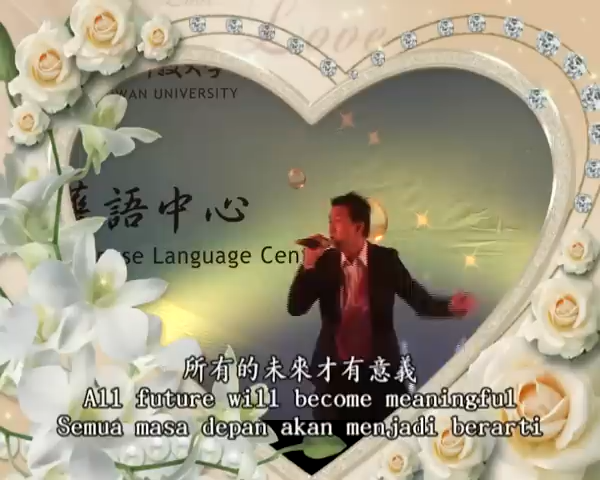 Love
WAN UNIVERSITY
語中心
se Language Cen
所有的未來才有意義
All future will become meaningful
Semua masa depan akan menjadi berarti